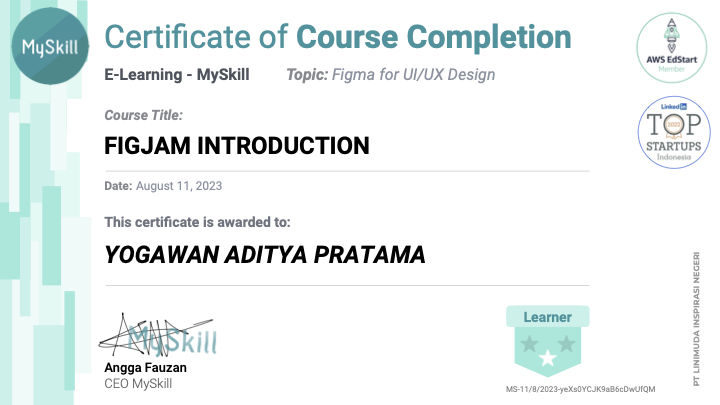 MySkill
Certificate of Course Completion
E-Learning - MySkill Topic: Figma for UI/UX Design
Course Title:
FIGJAM INTRODUCTION
Date: August 11, 2023
This certificate is awarded to:
YOGAWAN ADITYA PRATAMA
MySkill
Angga Fauzan
CEO MySkill
AWS EdStart
Member
LinkedIn
TOP
2022
STARTUPS
Indonesia
PT LINIMUDA INSPIRASI NEGERI
Learner
MS-11/8/2023-yeXs0YCJK9aB6cDwUfQM